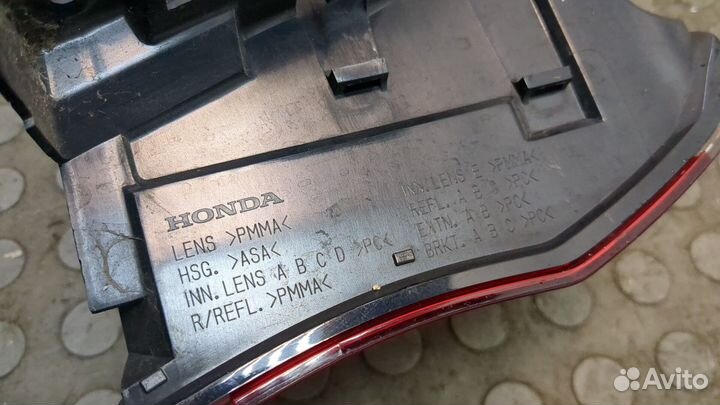 HONDA
LENS >PMMA<
HSG. >ASA<
INN.LENS A B C D >PC<
R/REFL. >PMMA<
INN.LENS E >PMMA<
REFL. A B D >PC<
EXTN. A B >PC<
BRKT. A B C >PC<
Avito